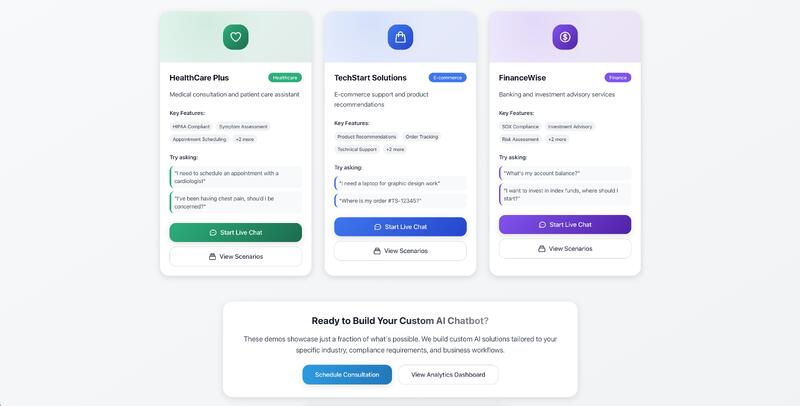 HealthCare Plus
Healthcare
Medical consultation and patient care assistant
Key Features:
HIPAA Compliant
Symptom Assessment
Appointment Scheduling
+2 more
Try asking:
"I need to schedule an appointment with a
cardiologist"
"I've been having chest pain, should I be
concerned?"
Start Live Chat
View Scenarios
TechStart Solutions
E-commerce
E-commerce support and product
recommendations
Key Features:
Product Recommendations
Order Tracking
Technical Support
+2 more
Try asking:
"I need a laptop for graphic design work"
"Where is my order #TS-12345?"
Start Live Chat
View Scenarios
FinanceWise
Finance
Banking and investment advisory services
Key Features:
SOX Compliance
Investment Advisory
Risk Assessment
+2 more
Try asking:
"What's my account balance?"
"I want to invest in index funds, where should I
start?"
Start Live Chat
View Scenarios
Ready to Build Your Custom AI Chatbot?
These demos showcase just a fraction of what's possible. We build custom AI solutions tailored to your
specific industry, compliance requirements, and business workflows.
Schedule Consultation
View Analytics Dashboard